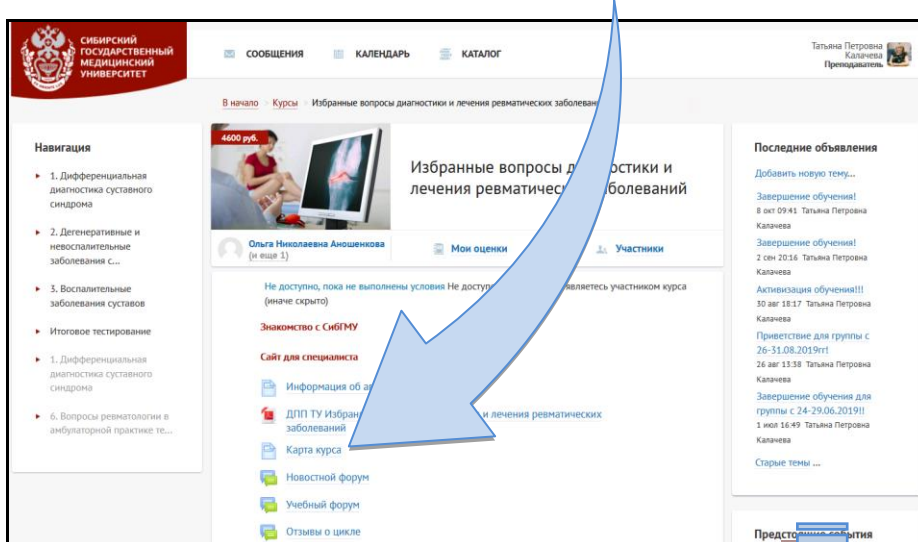 СИБИРСКИЙ
ГОСУДАРСТВЕННЫЙ
МЕДИЦИНСКИЙ
УНИВЕРСИТЕТ
СООБЩЕНИЯ
КАЛЕНДАРЬ
КАТАЛОГ
Татьяна Петровна
Калачева
Преподаватель
В начало
Курсы
Избранные вопросы диагностики и лечения ревматических
Навигация
1. Дифференциальная
диагностика суставного
синдрома
2. Дегенеративные и
невоспалительные
заболевания с...
3. Воспалительные
заболевания суставов
Итоговое тестирование
1. Дифференциальная
диагностика суставного
синдрома
6. Вопросы ревматологии в
амбулаторной практике те...
4600 руб.
Избранные вопросы и
лечения заболеваний
Ольга Николаевна Аношенкова
(и еще 1)
Мои оценки
Участники
Не доступно, пока не выполнены условия Не являетесь участником курса
(иначе скрыто)
Знакомство с СибГМУ
Сайт для специалиста
Информация об
ДПП ТУ и лечения ревматических
заболеваний
Карта курса
Новостной форум
Учебный форум
Отзывы о цикле
Последние объявления
Добавить новую тему...
Завершение обучения!
8 окт 09:41 Татьяна Петровна
Калачева
Завершение обучения!
2 сен 20:16 Татьяна Петровна
Калачева
Активизация обучения!!!
30 авг 18:17 Татьяна Петровна
Калачева
Приветствие для группы с
26-31.08.2019гг!
26 авг 13:38 Татьяна Петровна
Калачева
Завершение обучения для
группы с 24-29.06.2019!!
1 июл 16:49 Татьяна Петровна
Калачева
Старые темы ...